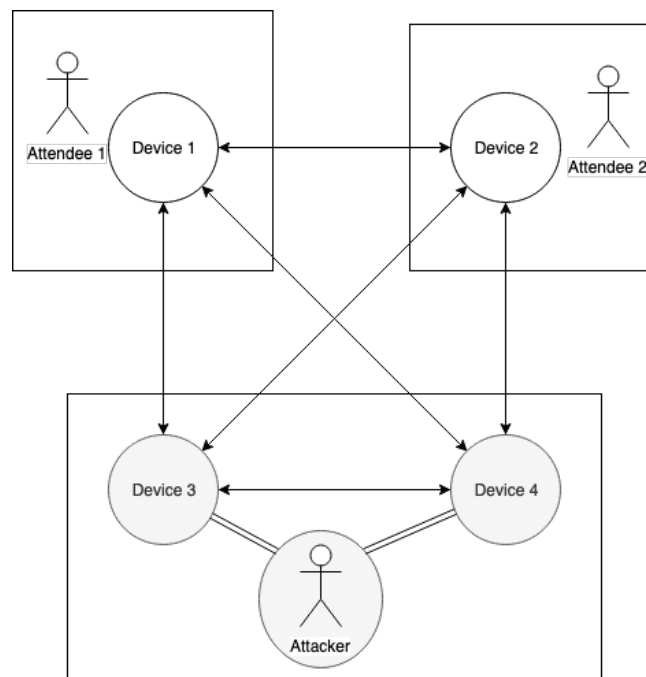 Attendee 1
Device 1
Device 2
Attendee 2
Device 3
Device 4
Attacker